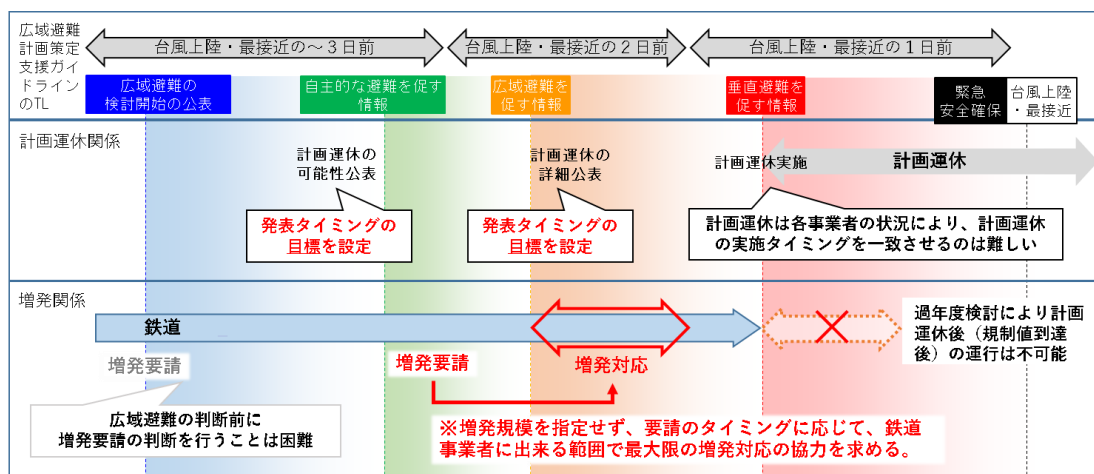 広域避難
計画策定
支援ガイ
ドライン
のTL
台風上陸・最接近の～３日前
台風上陸・最接近の２日前
台風上陸・最接近の１日前
広域避難の
検討開始の公表
自主的な避難を促す
情報
広域避難を
促す情報
垂直避難を
促す情報
緊急
安全確保
台風上陸
・最接近
計画運休関係
計画運休の
可能性公表
計画運休の
詳細公表
計画運休実施
計画運休
発表タイミングの
目標を設定
発表タイミングの
目標を設定
計画運休は各事業者の状況により、計画運休
の実施タイミングを一致させるのは難しい
増発関係
鉄道
過年度検討により計画
運休後（規制値到達
後）の運行は不可能
増発要請
増発要請
増発対応
広域避難の判断前に
増発要請の判断を行うことは困難
※増発規模を指定せず、要請のタイミングに応じて、鉄道
事業者に出来る範囲で最大限の増発対応の協力を求める。